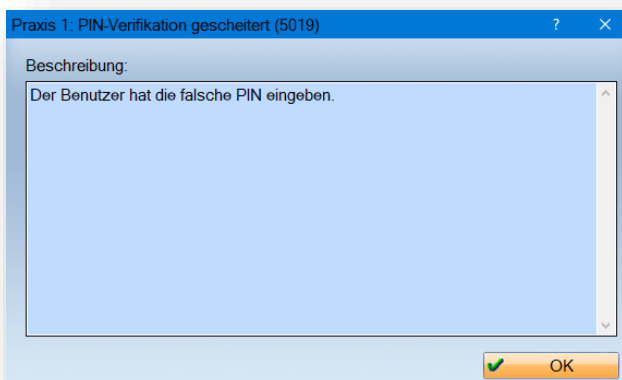 Praxis 1: PIN-Verifikation gescheitert (5019)
Beschreibung:
Der Benutzer hat die falsche PIN eingeben.
OK